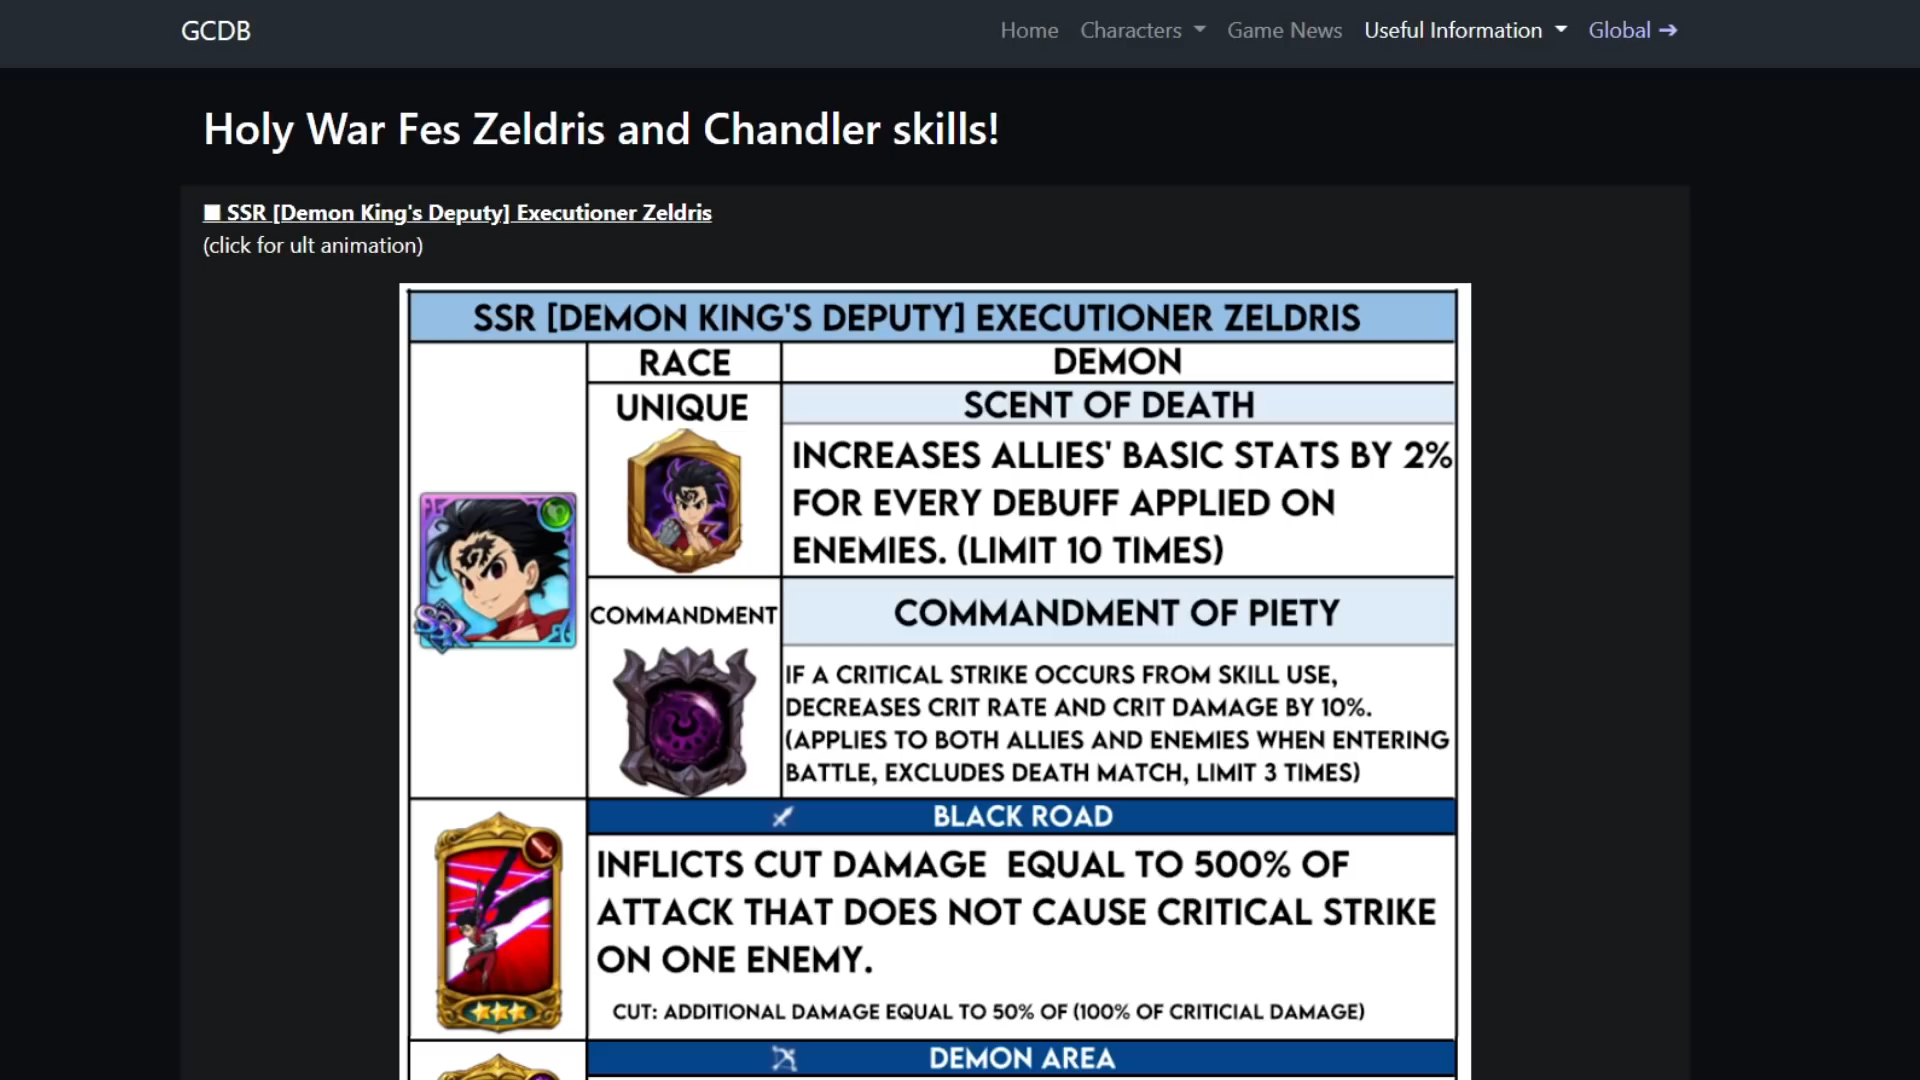 GCDB
Home
Characters
Game News
Useful Information
Global ➔
Holy War Fes Zeldris and Chandler skills!
■ SSR [Demon King's Deputy] Executioner Zeldris
(click for ult animation)
SSR [DEMON KING'S DEPUTY] EXECUTIONER ZELDRIS
RACE
DEMON
UNIQUE
SCENT OF DEATH
INCREASES ALLIES' BASIC STATS BY 2%
FOR EVERY DEBUFF APPLIED ON
ENEMIES. (LIMIT 10 TIMES)
SSR
COMMANDMENT
COMMANDMENT OF PIETY
IF A CRITICAL STRIKE OCCURS FROM SKILL USE,
DECREASES CRIT RATE AND CRIT DAMAGE BY 10%.
(APPLIES TO BOTH ALLIES AND ENEMIES WHEN ENTERING
BATTLE, EXCLUDES DEATH MATCH, LIMIT 3 TIMES)
BLACK ROAD
INFLICTS CUT DAMAGE EQUAL TO 500% OF
ATTACK THAT DOES NOT CAUSE CRITICAL STRIKE
ON ONE ENEMY.
CUT: ADDITIONAL DAMAGE EQUAL TO 50% OF (100% OF CRITICIAL DAMAGE)
DEMON AREA